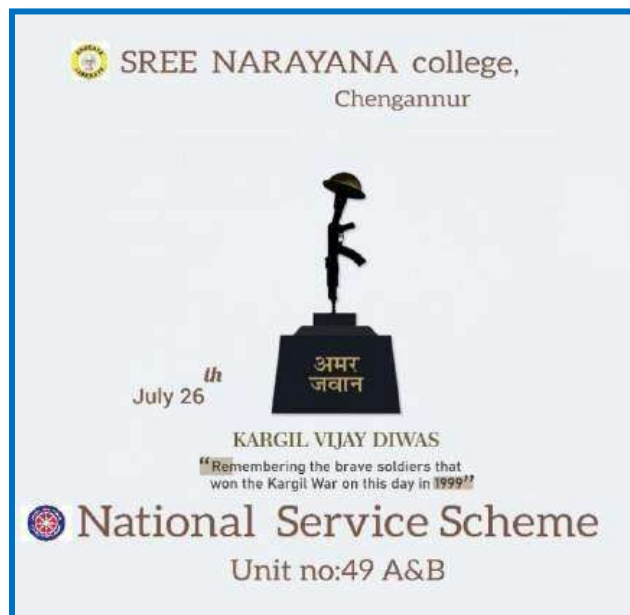 SREE NARAYANA college,
Chengannur
अमर
जवान
July 26th
KARGIL VIJAY DIWAS
“Remembering the brave soldiers that
won the Kargil War on this day in 1999”
National Service Scheme
Unit no:49 A&B